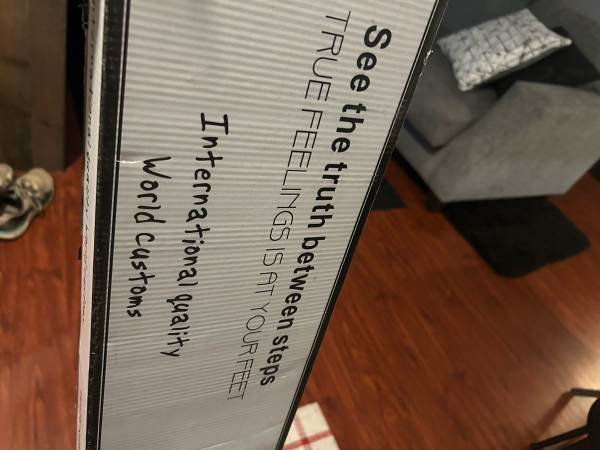 See the truth between steps
TRUE FEELINGS IS AT YOUR FEET
International quality
World customs